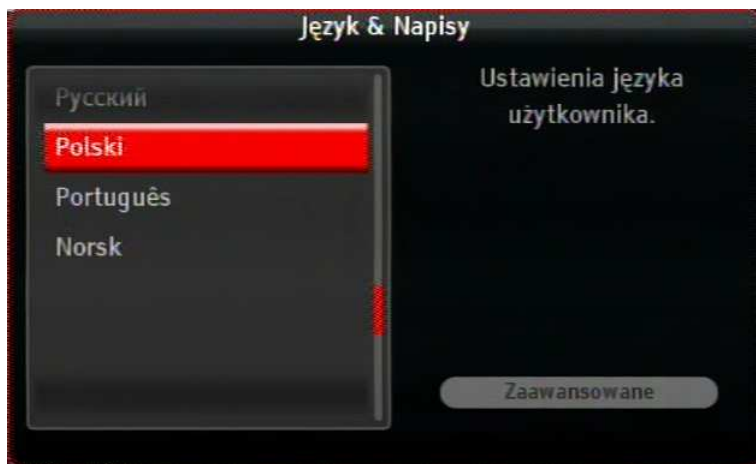 Język & Napisy
Русский
Polski
Português
Norsk
Ustawienia języka
użytkownika.
Zaawansowane